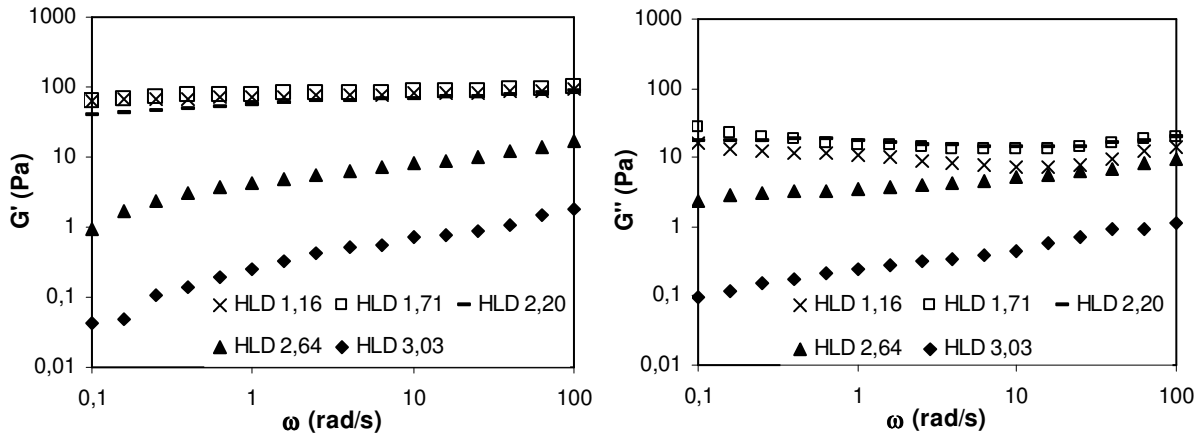 1000
100
10
1
0,1
0,01
G' (Pa)
HLD 1,16 HLD 1,71 HLD 2,20
HLD 2,64 HLD 3,03
0,1 1 10 100
ω (rad/s)
1000
100
10
1
0,1
0,01
G'' (Pa)
HLD 1,16 HLD 1,71 HLD 2,20
HLD 2,64 HLD 3,03
0,1 1 10 100
ω (rad/s)